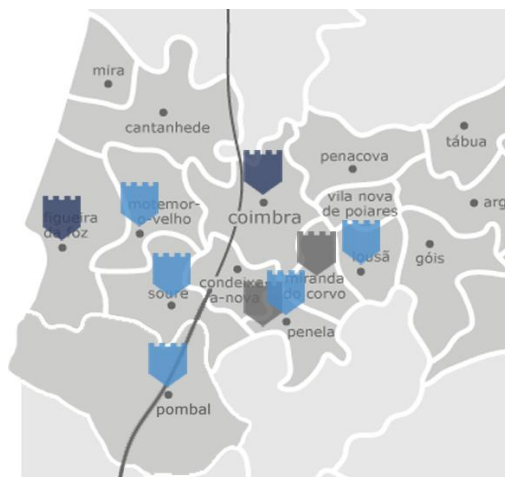 mira
cantanhede
penacova
tábua
motemor-
o-velho
coimbra
vila nova
de poiares
arg
figueira
da foz
lousã
góis
soure
condeixa-
a-nova
miranda
do corvo
penela
pombal